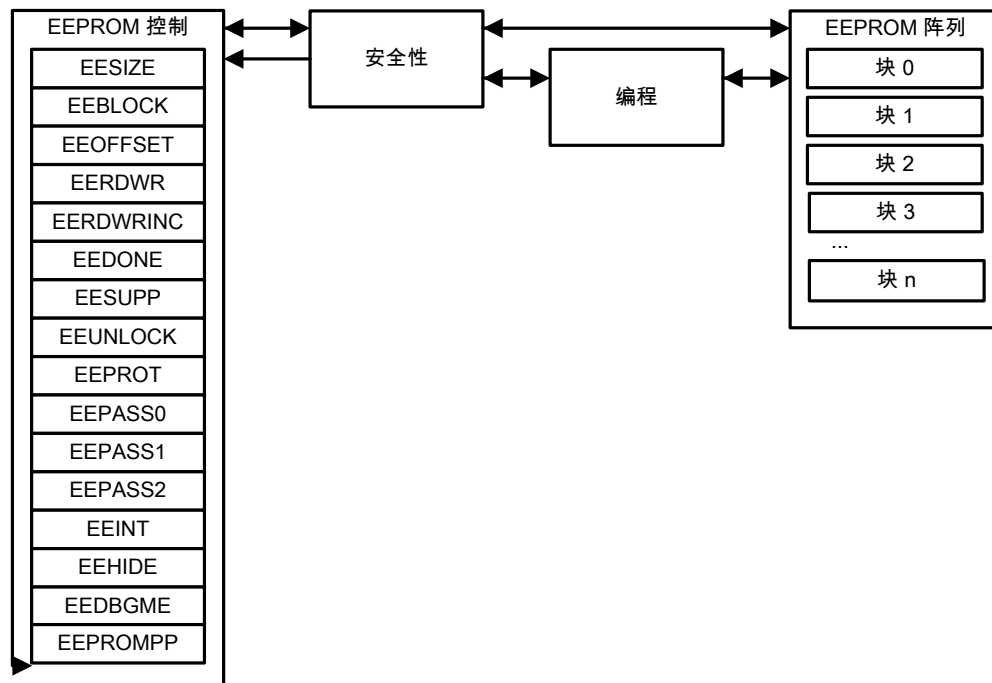 EEPROM 控制
EESIZE
EEBLOCK
EEOFFSET
EERDWR
EERDWRINC
EEDONE
EESUPP
EEUNLOCK
EEPROT
EEPASS0
EEPASS1
EEPASS2
EEINT
EEHIDE
EEDBGME
EEPROMPP
安全性
编程
EEPROM 阵列
块 0
块 1
块 2
块 3
...
块 n